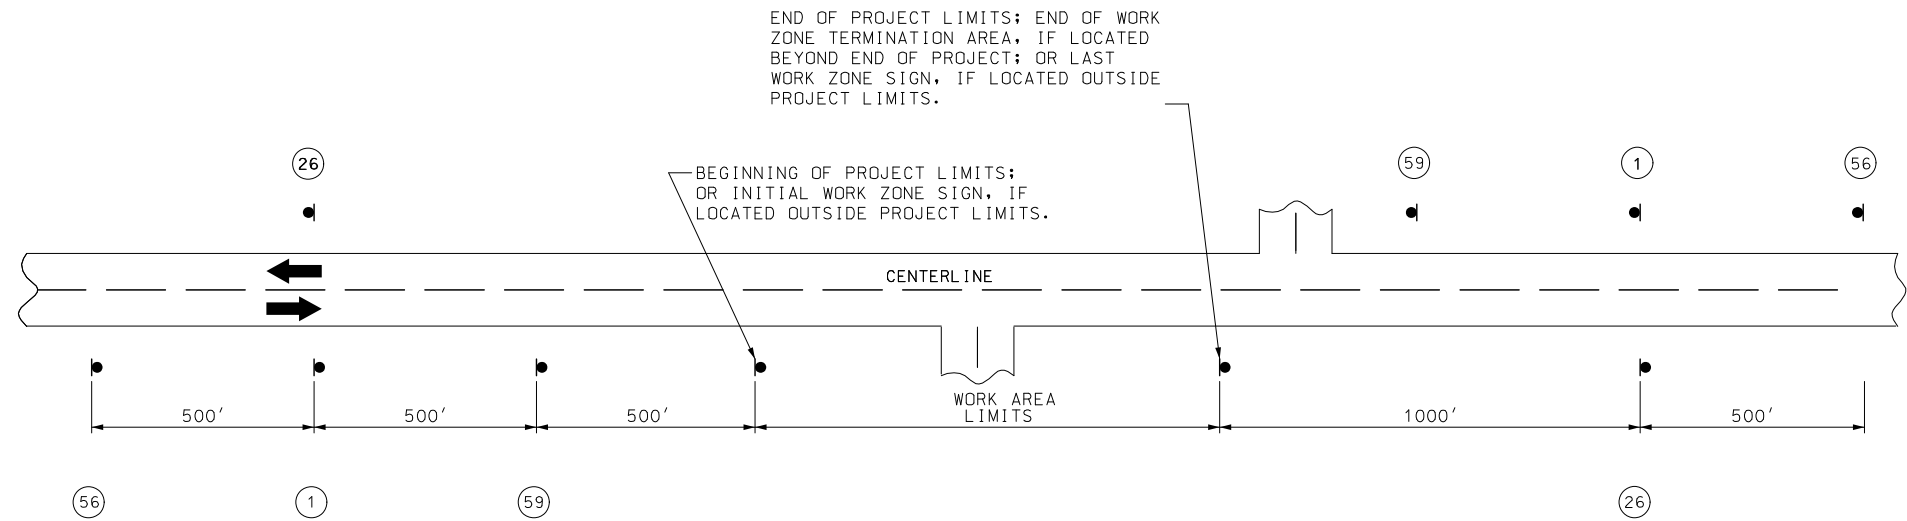 END OF PROJECT LIMITS; END OF WORK
ZONE TERMINATION AREA, IF LOCATED
BEYOND END OF PROJECT; OR LAST
WORK ZONE SIGN, IF LOCATED OUTSIDE
PROJECT LIMITS.
26
59
1
56
BEGINNING OF PROJECT LIMITS;
OR INITIAL WORK ZONE SIGN, IF
LOCATED OUTSIDE PROJECT LIMITS.
CENTERLINE
500'
500'
500'
WORK AREA
LIMITS
1000'
500'
56
1
59
26